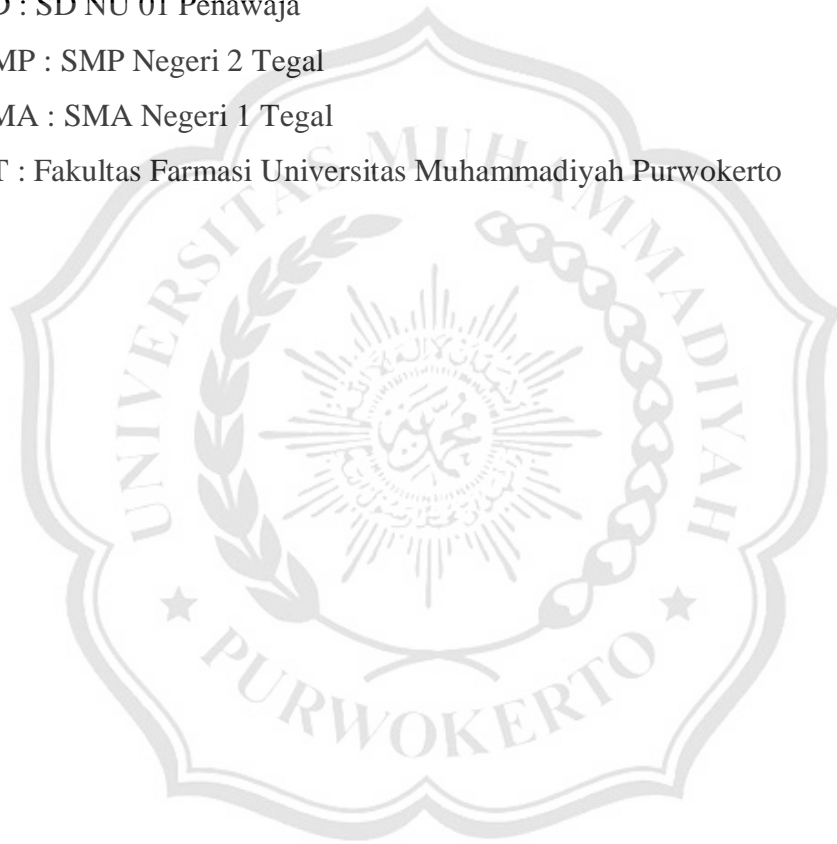 : SD NU 01 Penawaja
MP : SMP Negeri 2 Tegal
MA : SMA Negeri 1 Tegal
T : Fakultas Farmasi Universitas Muhammadiyah Purwokerto
UNIVERSITAS MUHAMMADIYAH
PURWOKERTO